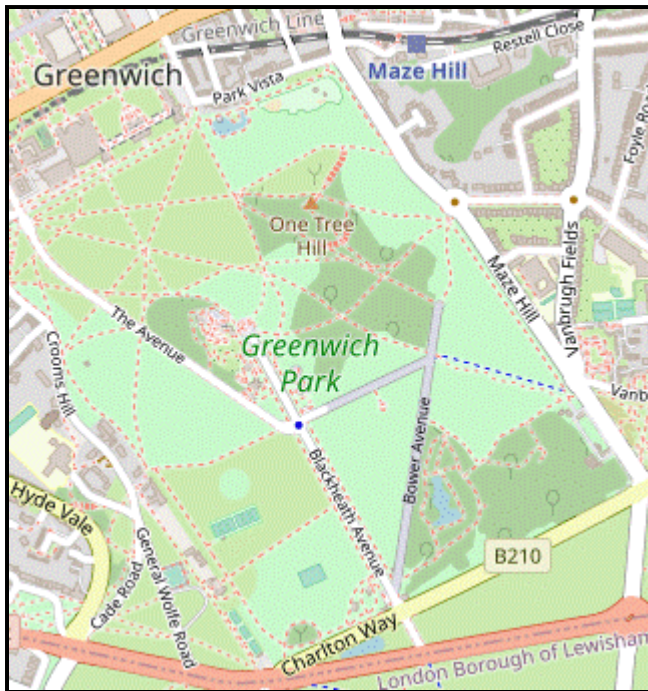 Greenwich Line
Restell Close
Greenwich
Maze Hill
Park Vista
Foyle Ro
One Tree
Hill
Maze Hill
Vanbrugh Fields
The Avenue
Greenwich
Park
Crooms Hill
Vanb
Blackheath Avenue
Bower Avenue
Hyde Vale
General Wolfe Road
B210
Cade Road
Charlton Way
London Borough of Lewisham